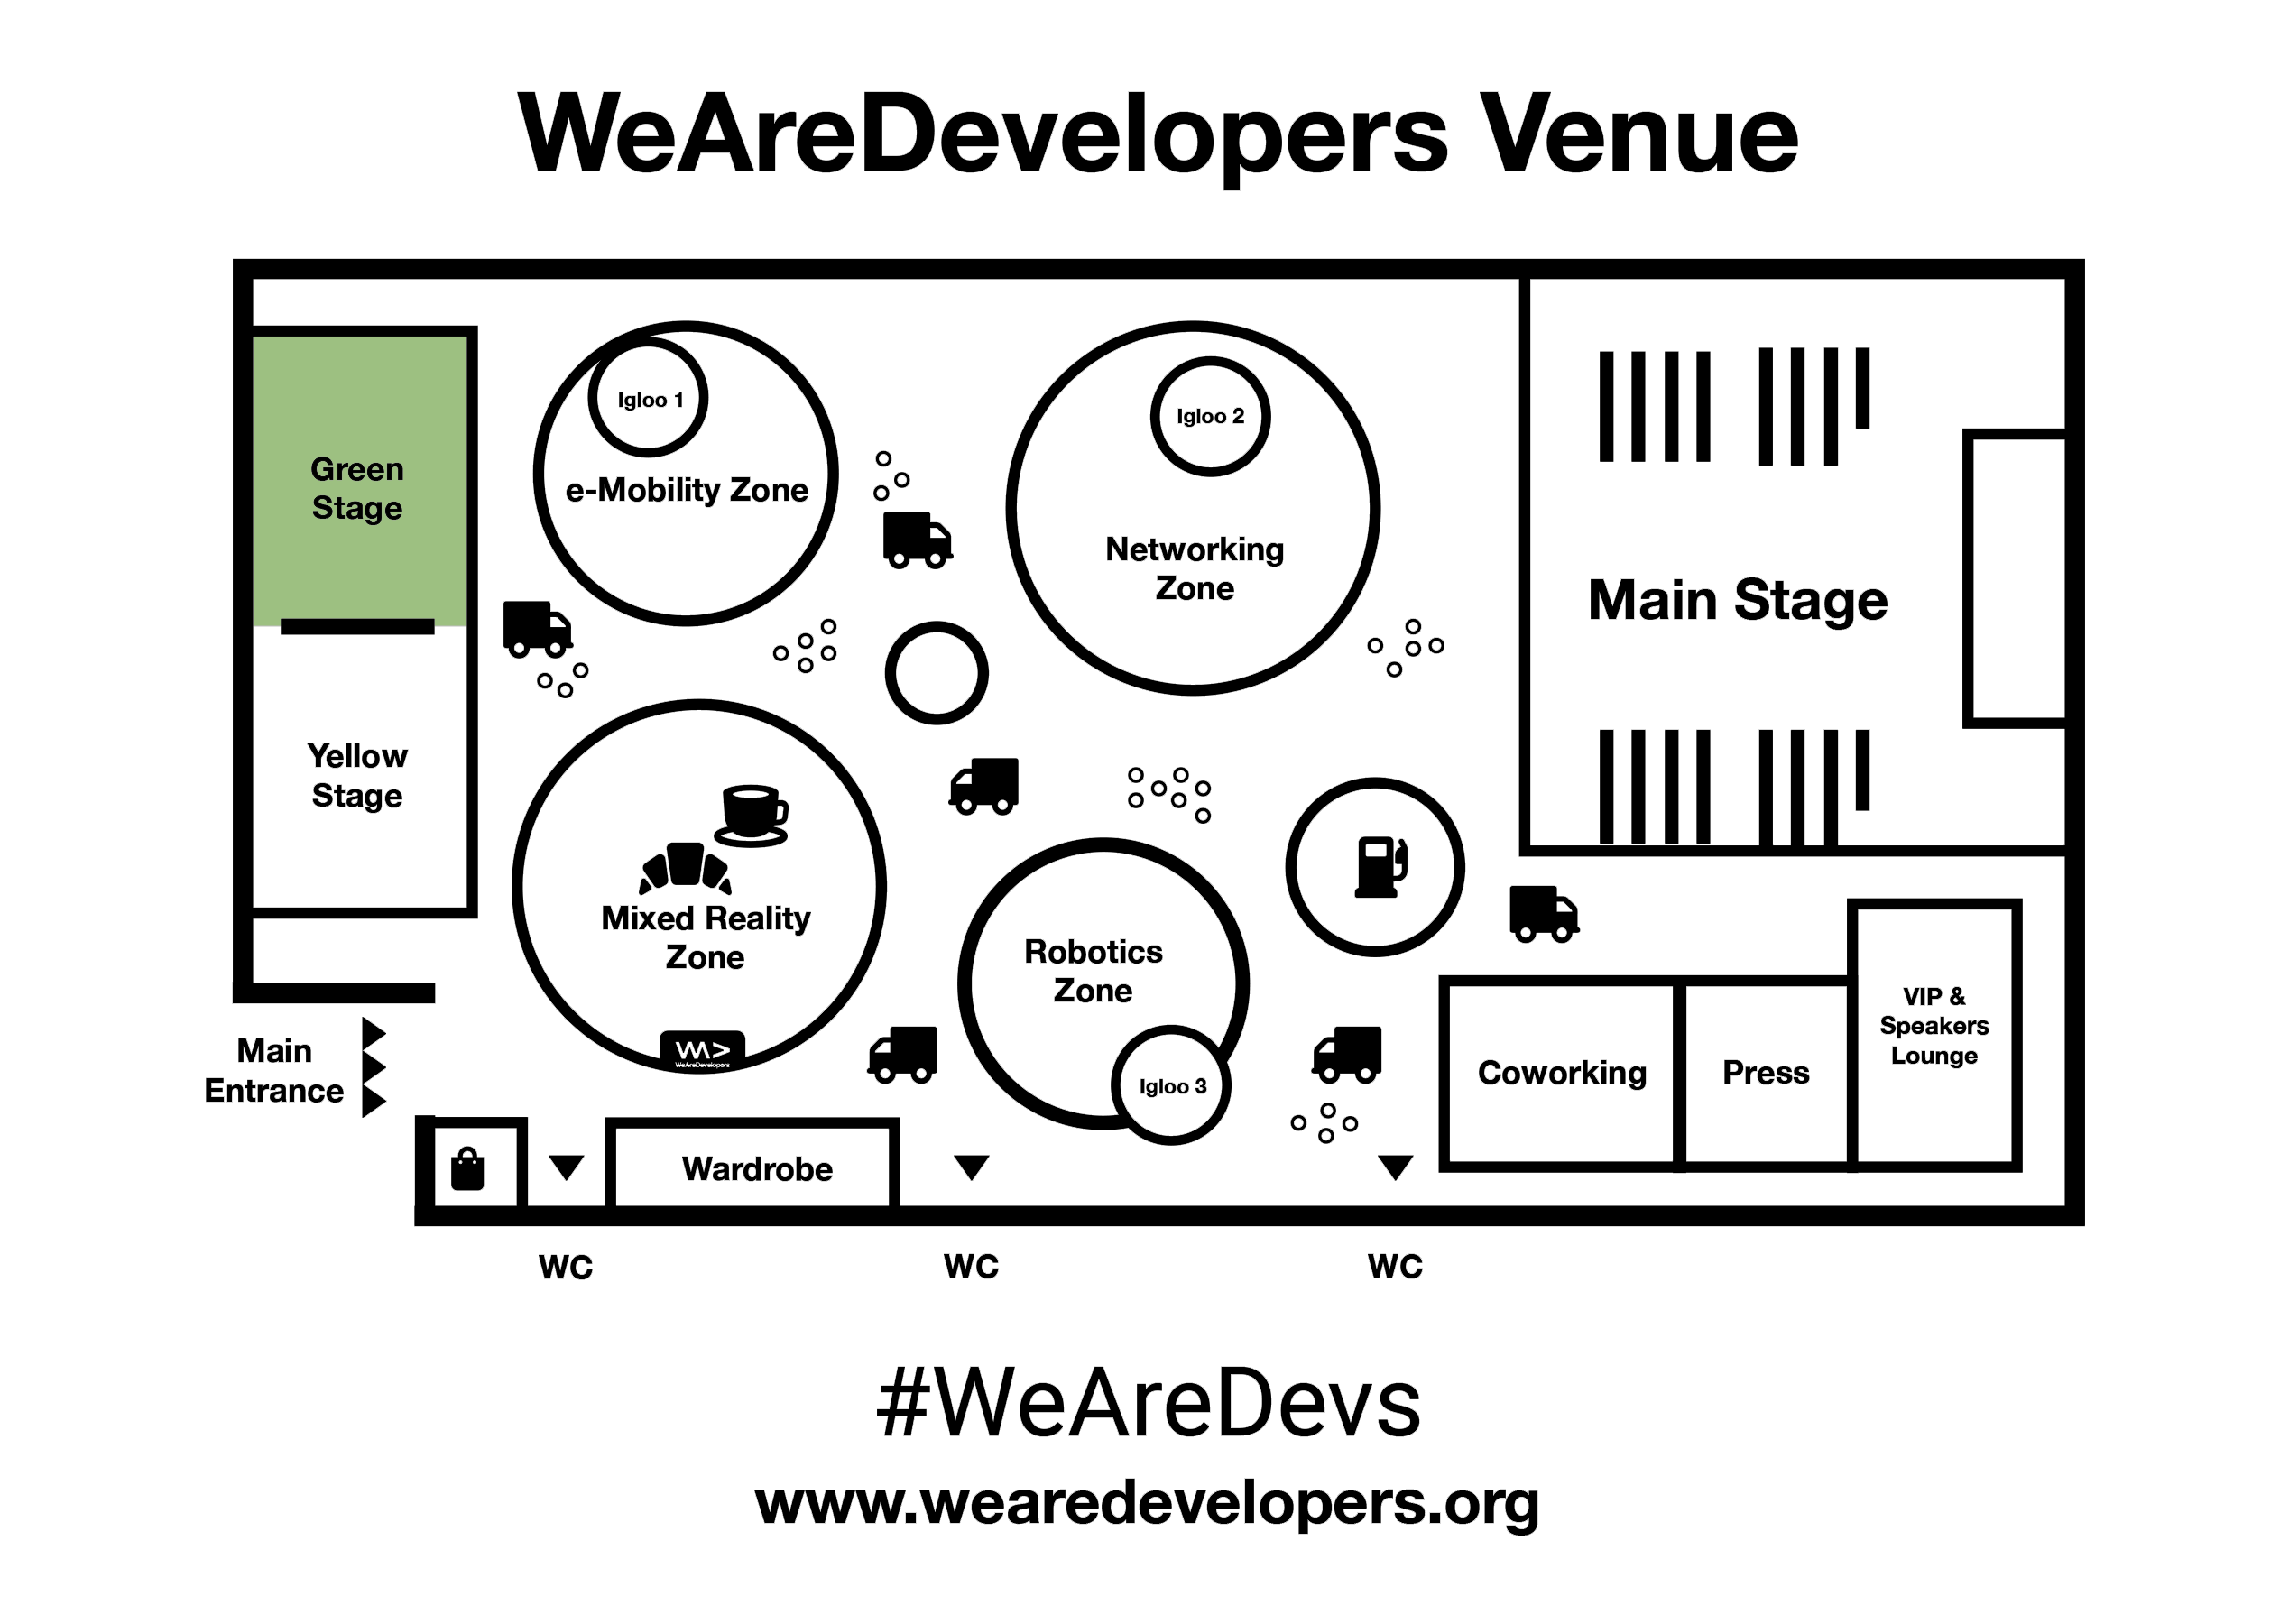 WeAreDevelopers Venue
Green
Stage
Igloo 1
e-Mobility Zone
Igloo 2
Networking
Zone
Main Stage
Yellow
Stage
Mixed Reality
Zone
WeAreDevelopers
Robotics
Zone
Igloo 3
Main
Entrance
Coworking
Press
VIP &
Speakers
Lounge
Wardrobe
WC
WC
WC
#WeAreDevs
www.wearedevelopers.org